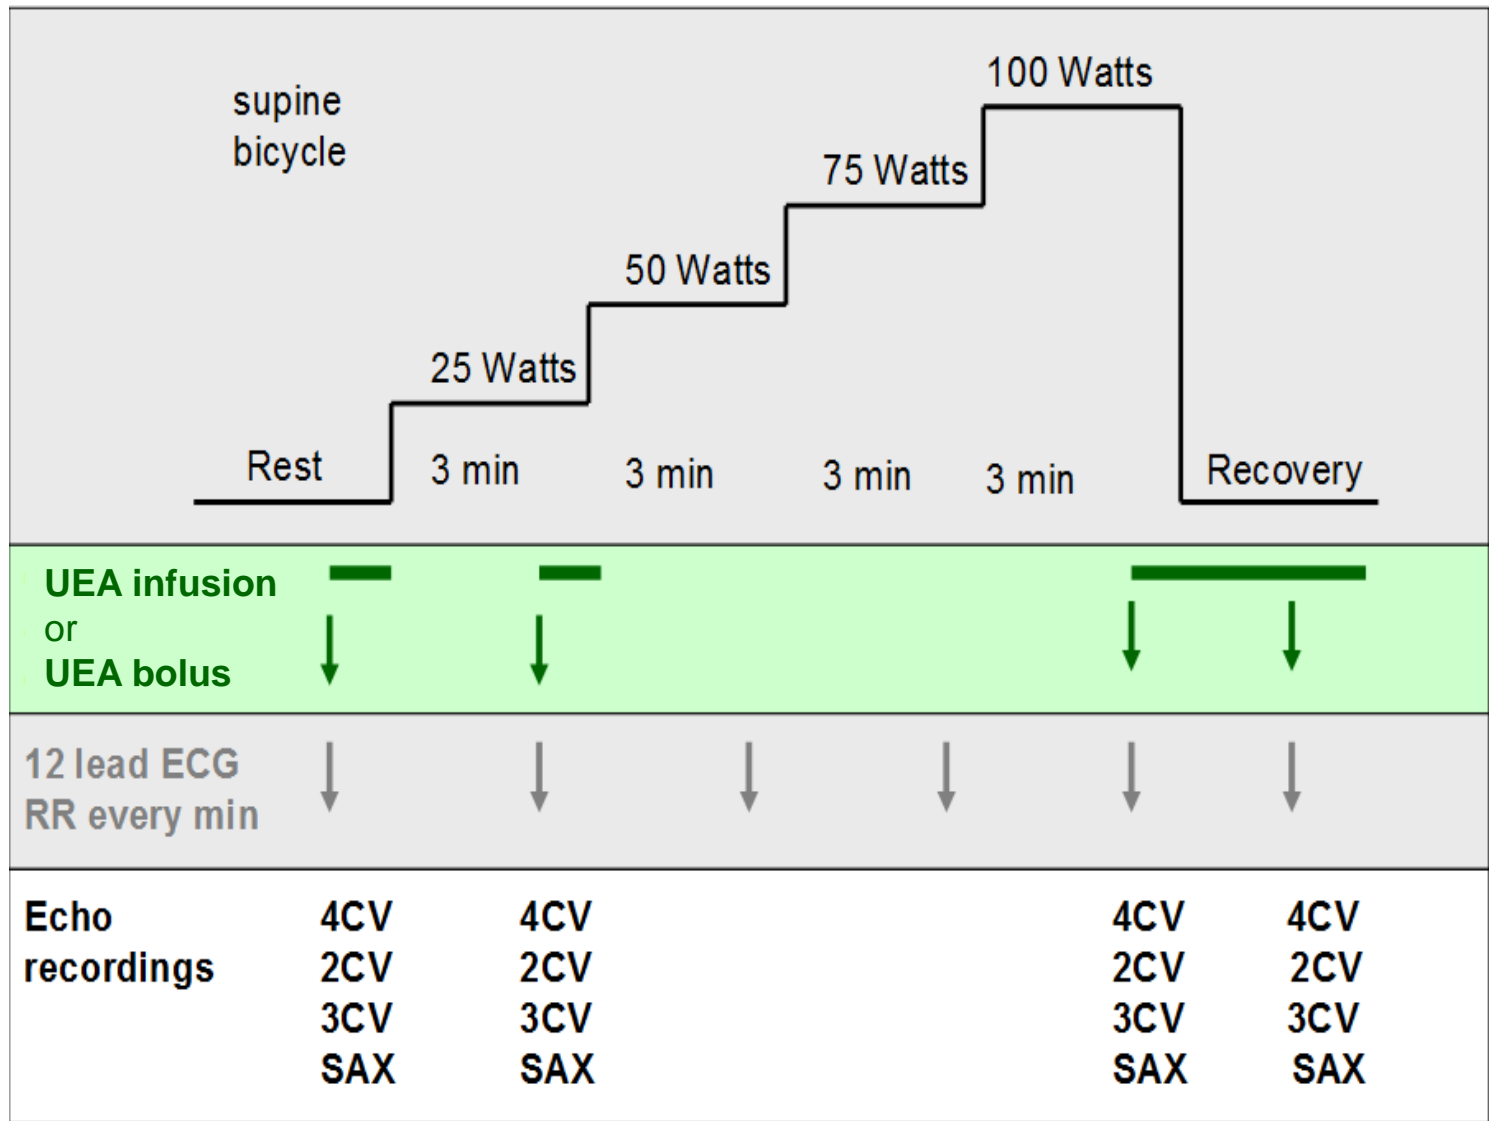 supine
bicycle
100 Watts
75 Watts
50 Watts
25 Watts
Rest 3 min 3 min 3 min 3 min Recovery
UEA infusion
or
UEA bolus
12 lead ECG
RR every min
Echo 4CV 4CV 4CV 4CV
recordings 2CV 2CV 2CV 2CV
3CV 3CV 3CV 3CV
SAX SAX SAX SAX